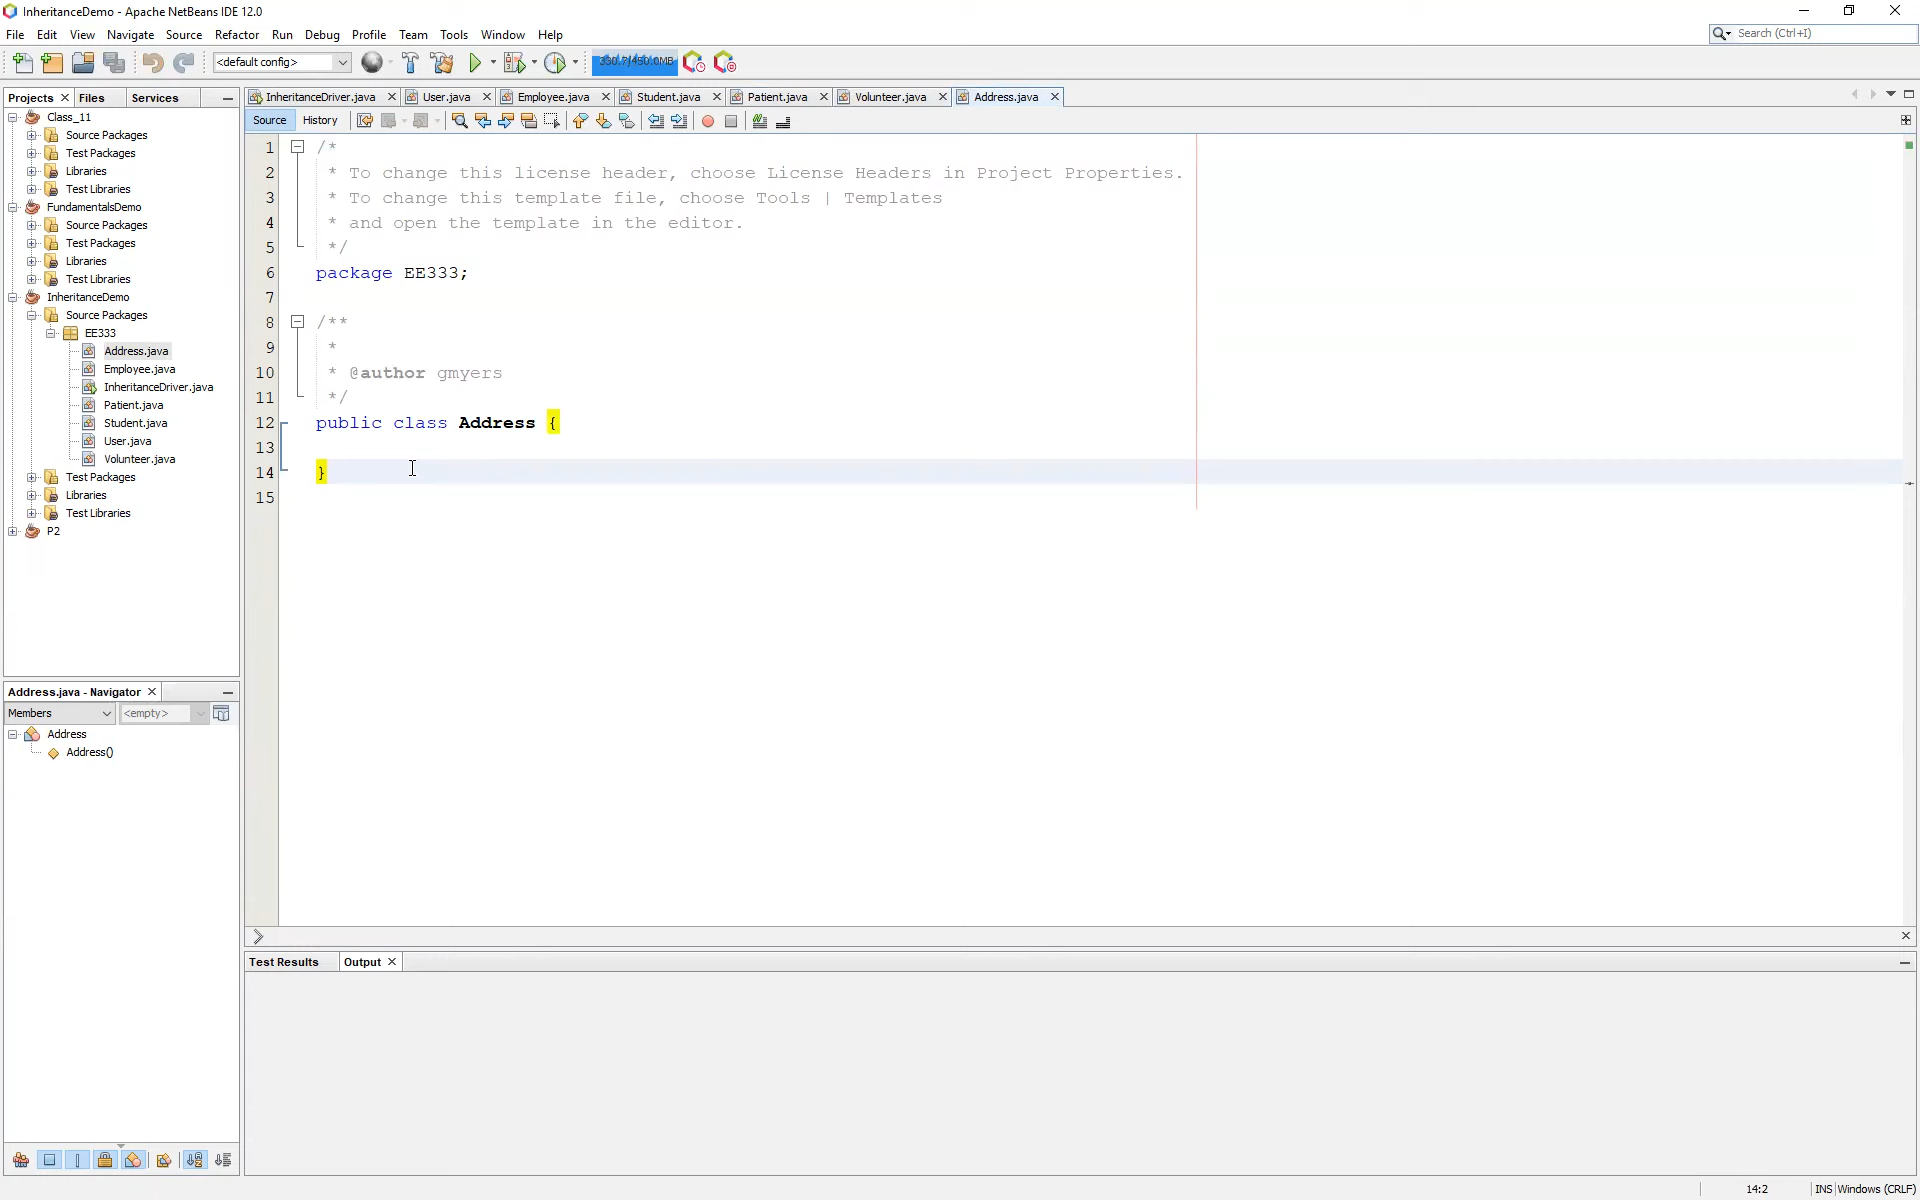 InheritanceDemo - Apache NetBeans IDE 12.0
File Edit View Navigate Source Refactor Run Debug Profile Team Tools Window Help
Search (Ctrl+I)
<default config>
330.7/450.0MB
Projects Files Services
InheritanceDriver.java User.java Employee.java Student.java Patient.java Volunteer.java Address.java
Source History
Class_11
Source Packages
Test Packages
Libraries
Test Libraries
FundamentalsDemo
Source Packages
Test Packages
Libraries
Test Libraries
InheritanceDemo
Source Packages
EE333
Address.java
Employee.java
InheritanceDriver.java
Patient.java
Student.java
User.java
Volunteer.java
Test Packages
Libraries
Test Libraries
P2
1 /*
2 * To change this license header, choose License Headers in Project Properties.
3 * To change this template file, choose Tools | Templates
4 * and open the template in the editor.
5 */
6 package EE333;
7
8 /**
9 *
10 * @author gmyers
11 */
12 public class Address {
13
14 }
15
Address.java - Navigator
Members <empty>
Address
Address()
Test Results Output
14:2 INS Windows (CRLF)